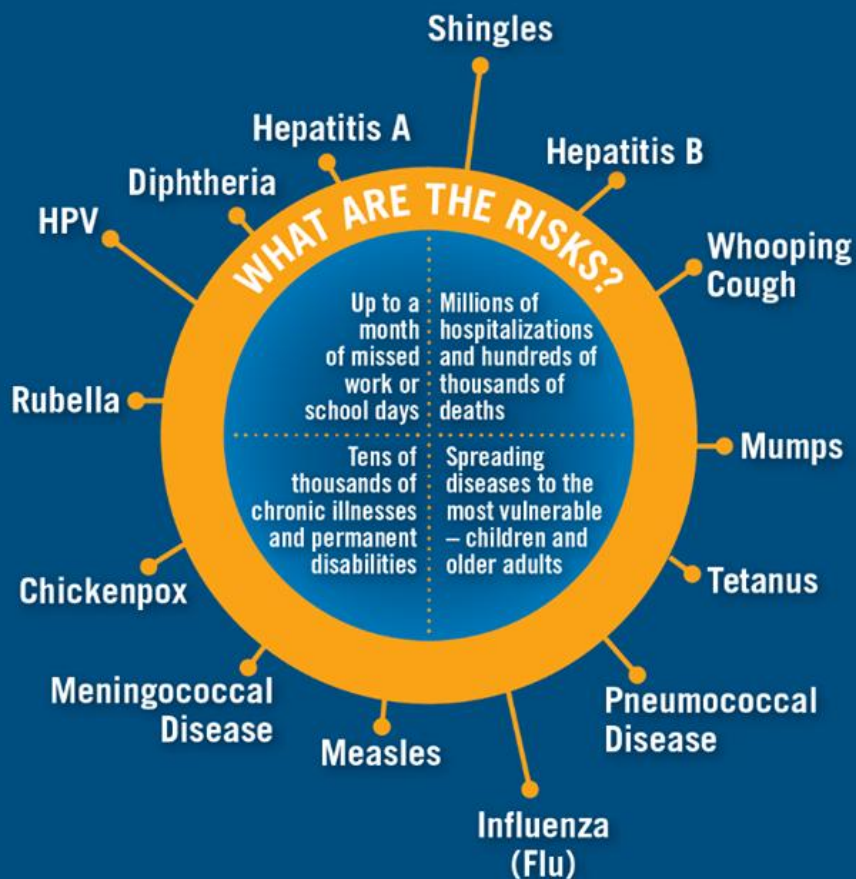 Shingles
Hepatitis A
Hepatitis B
Diphtheria
HPV
Whooping
Cough
WHAT ARE THE RISKS?
Up to a
month
of missed
work or
school days
Millions of
hospitalizations
and hundreds of
thousands of
deaths
Rubella
Mumps
Tens of
thousands of
chronic illnesses
and permanent
disabilities
Spreading
diseases to the
most vulnerable
– children and
older adults
Chickenpox
Tetanus
Meningococcal
Disease
Pneumococcal
Disease
Measles
Influenza
(Flu)